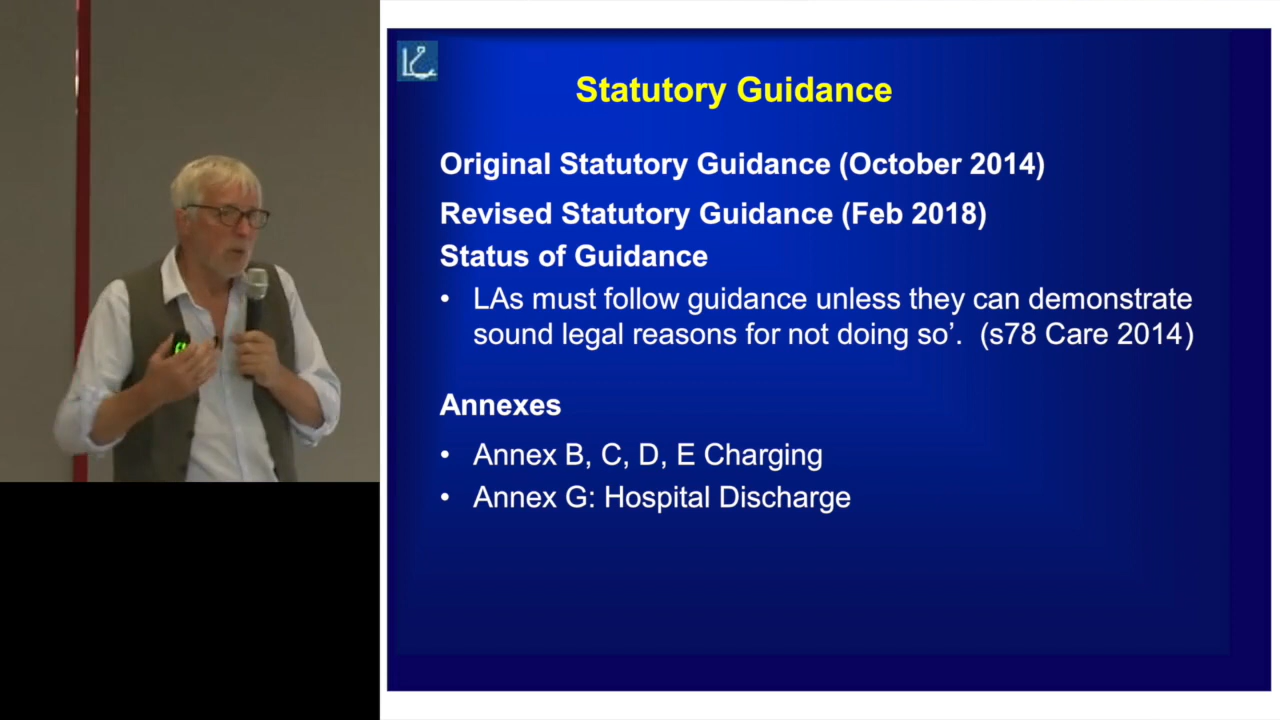 Statutory Guidance
Original Statutory Guidance (October 2014)
Revised Statutory Guidance (Feb 2018)
Status of Guidance
• LAs must follow guidance unless they can demonstrate
sound legal reasons for not doing so’. (s78 Care 2014)
Annexes
• Annex B, C, D, E Charging
• Annex G: Hospital Discharge